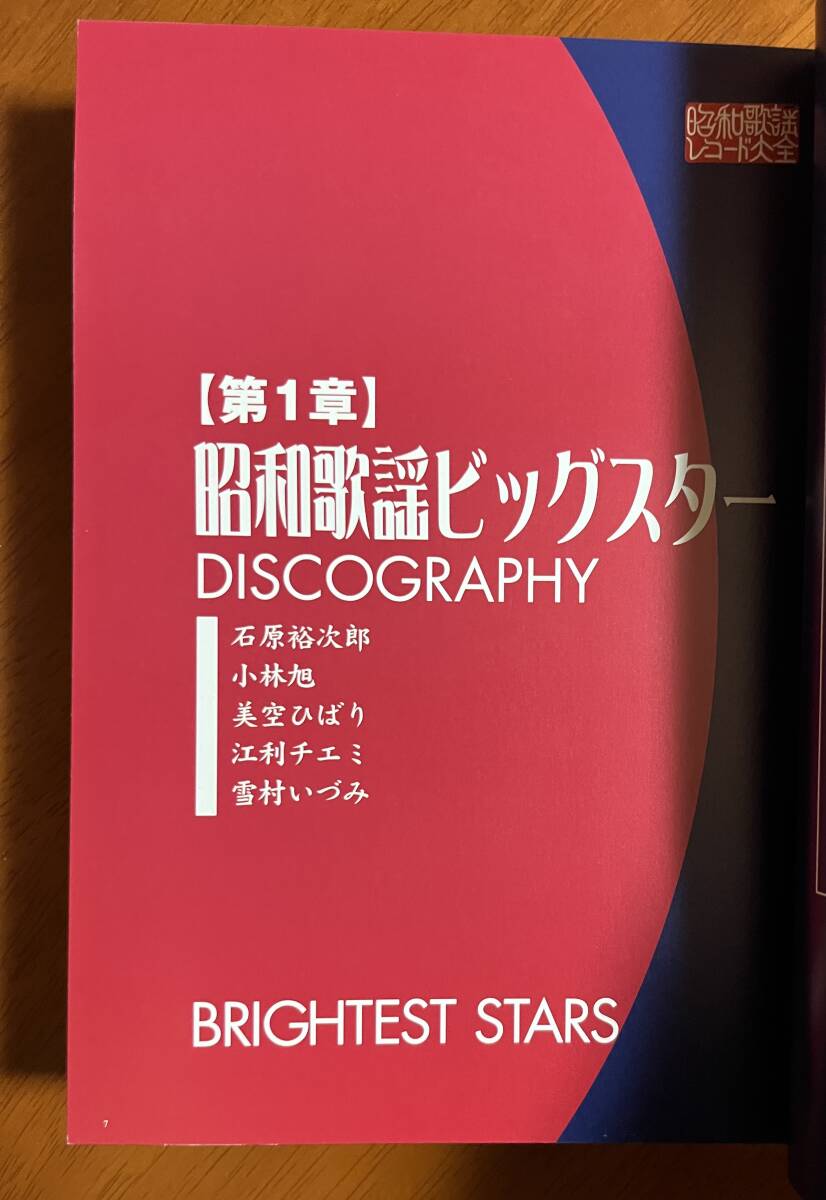 昭和歌謡
レコード大全
【第1章】
昭和歌謡ビッグスター
DISCOGRAPHY
石原裕次郎
小林旭
美空ひばり
江利チエミ
雪村いづみ
BRIGHTEST STARS
7